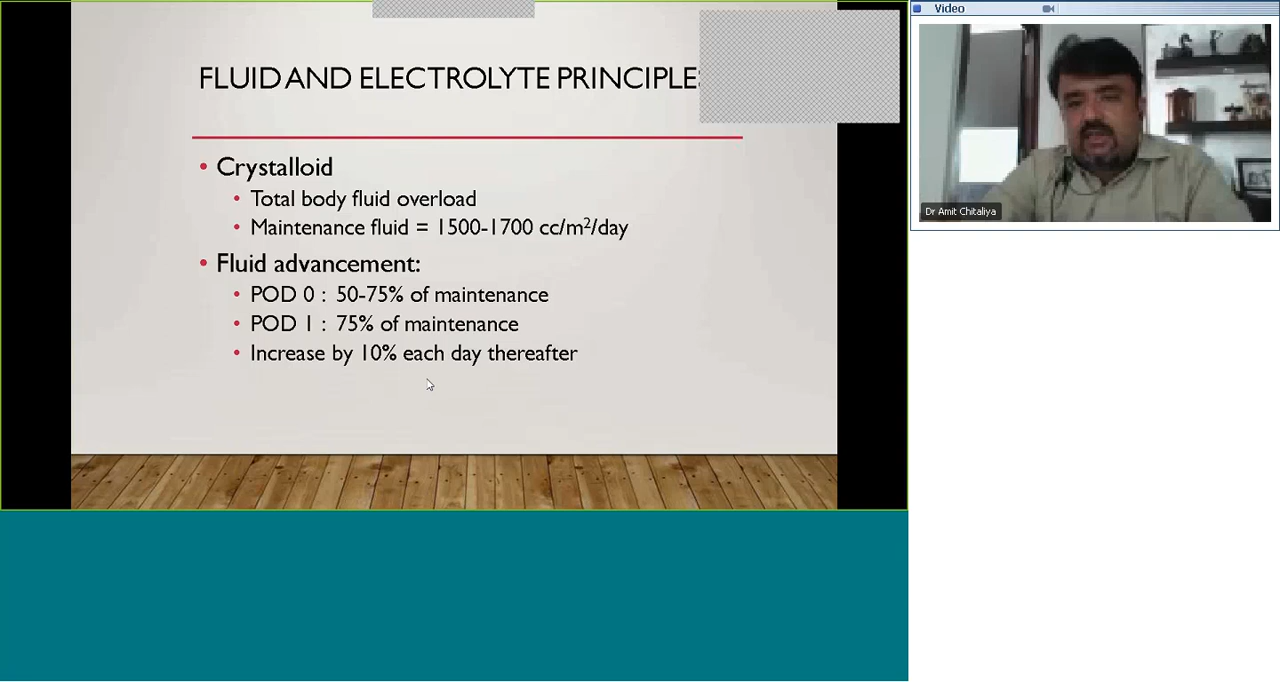 FLUID AND ELECTROLYTE PRINCIPLE
• Crystalloid
• Total body fluid overload
• Maintenance fluid = 1500-1700 cc/m²/day
• Fluid advancement:
• POD 0 : 50-75% of maintenance
• POD 1 : 75% of maintenance
• Increase by 10% each day thereafter
Video
Dr Amit Chitaliya